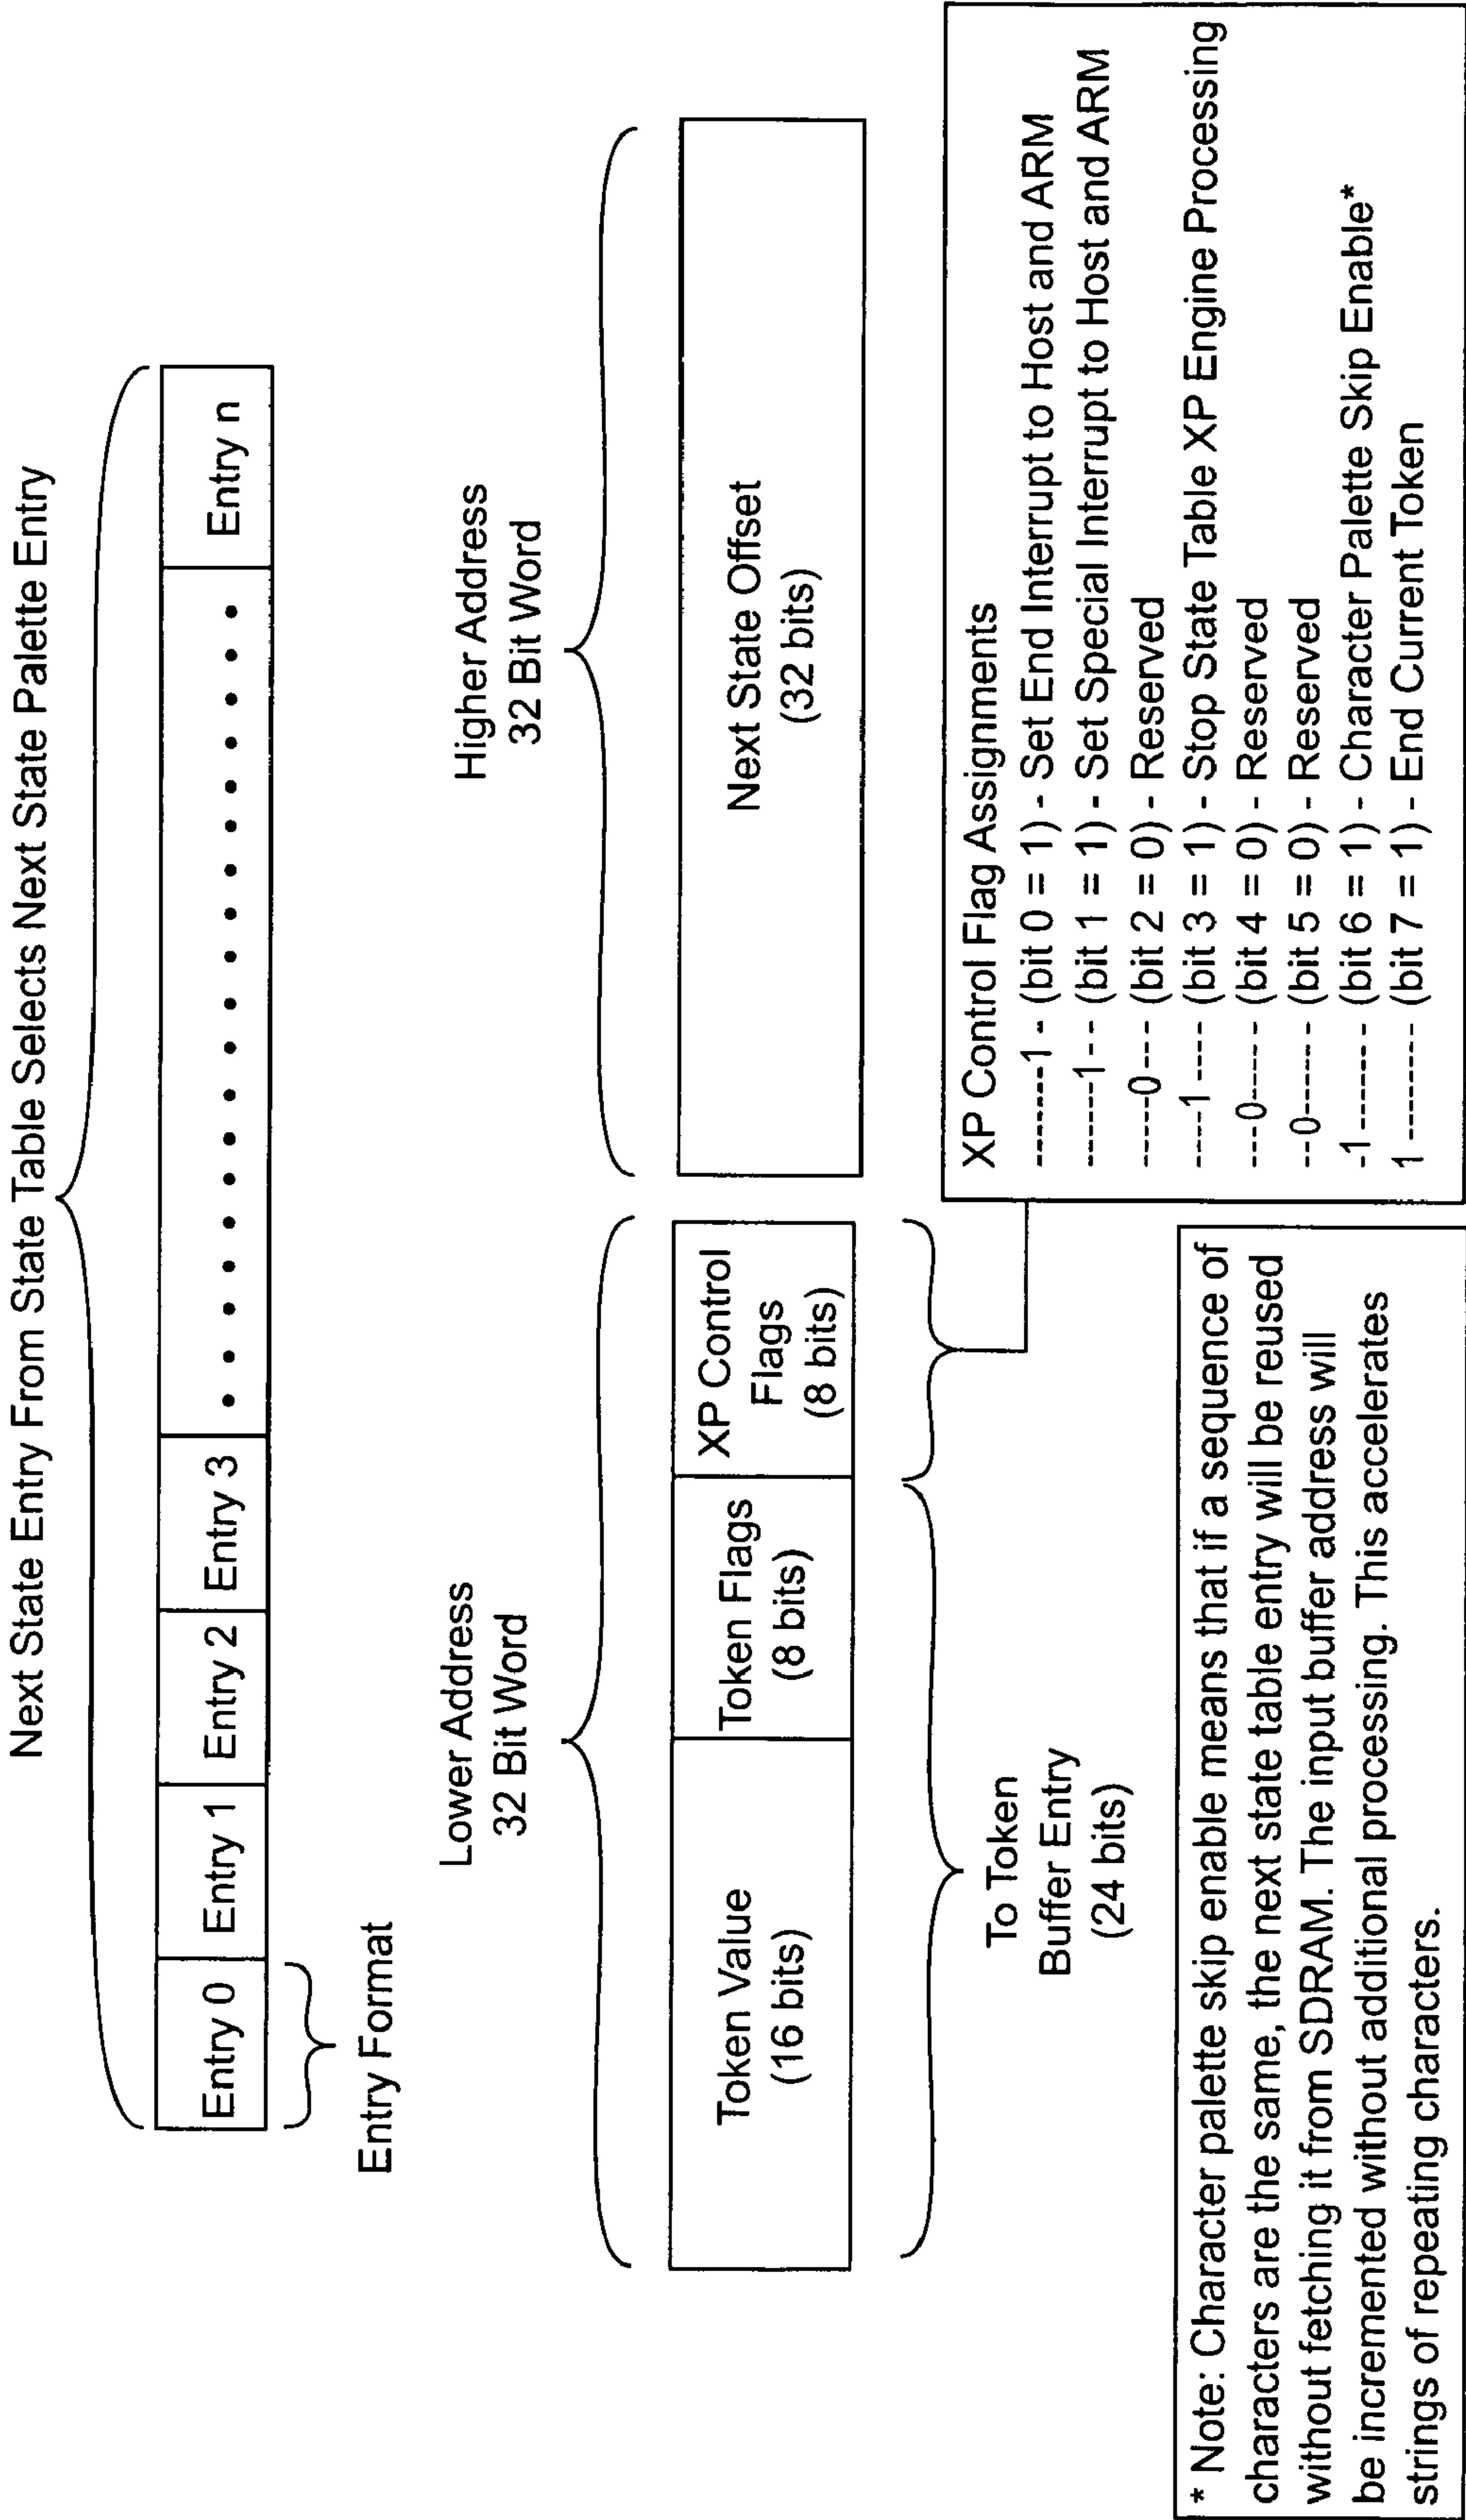 Next State Entry From State Table Selects Next State Palette Entry
Entry 0
Entry 1
Entry 2
Entry 3
Entry n
Entry Format
Lower Address
32 Bit Word
Higher Address
32 Bit Word
Token Value
(16 bits)
Token Flags
(8 bits)
XP Control
Flags
(8 bits)
Next State Offset
(32 bits)
To Token
Buffer Entry
(24 bits)
XP Control Flag Assignments
-------1 - (bit 0 = 1) - Set End Interrupt to Host and ARM
------1-- (bit 1 = 1) - Set Special Interrupt to Host and ARM
-----0--- (bit 2 = 0) - Reserved
----1---- (bit 3 = 1) - Stop State Table XP Engine Processing
---0----- (bit 4 = 0) - Reserved
--0------ (bit 5 = 0) - Reserved
-1------- (bit 6 = 1) - Character Palette Skip Enable*
1-------- (bit 7 = 1) - End Current Token
* Note: Character palette skip enable means that if a sequence of
characters are the same, the next state table entry will be reused
without fetching it from SDRAM. The input buffer address will
be incremented without additional processing. This accelerates
strings of repeating characters.